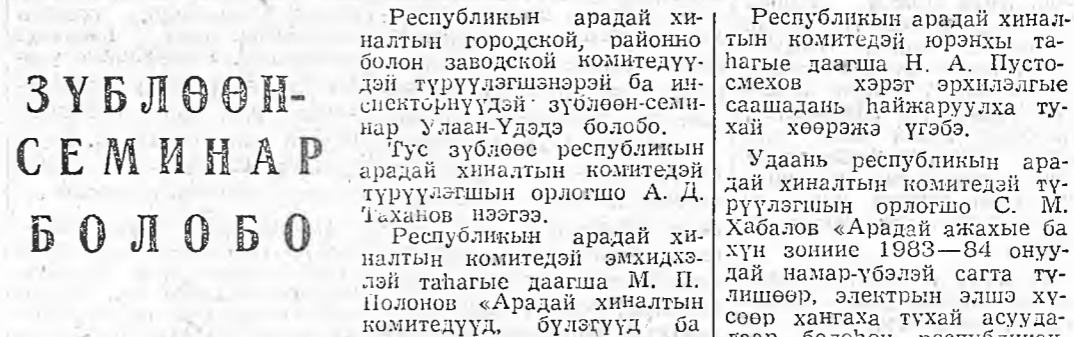 ЗҮБЛӨӨН-
СЕМИНАР
БОЛОБО
Республикын арадай хи-
налтын городской, районно
болон заводской комитедүү-
дэй түрүүлэгшэнэрэй ба ин-
спекторнүүдэй зүблөөн-семи-
нар Улаан-Үдэдэ болобо.
Тус зүблөөе республикын
арадай хиналтын комитедэй
түрүүлэгшын орлогшо А. Д.
Таханов нээгээ.
Республикын арадай хи-
налтын комитедэй эмхидхэ-
лэй таһагые даагша М. П.
Полонов «Арадай хиналтын
комитедүүд, бүлэгүүд ба
Республикын арадай хинал-
тын комитедэй юрэнхы та-
һагые даагша Н. А. Пусто-
смехов хэрэг эрхилэлгые
саашадань һайжаруулха ту-
хай хөөрэжэ үгэбэ.
Удаань республикын ара-
дай хиналтын комитедэй тү-
рүүлэгшын орлогшо С. М.
Хабалов «Арадай ажахые ба
хүн зониие 1983—84 онуу-
дай намар-үбэлэй сагта тү-
лишөөр, электрын элшэ хү-
сөөр хангаха тухай асууда-